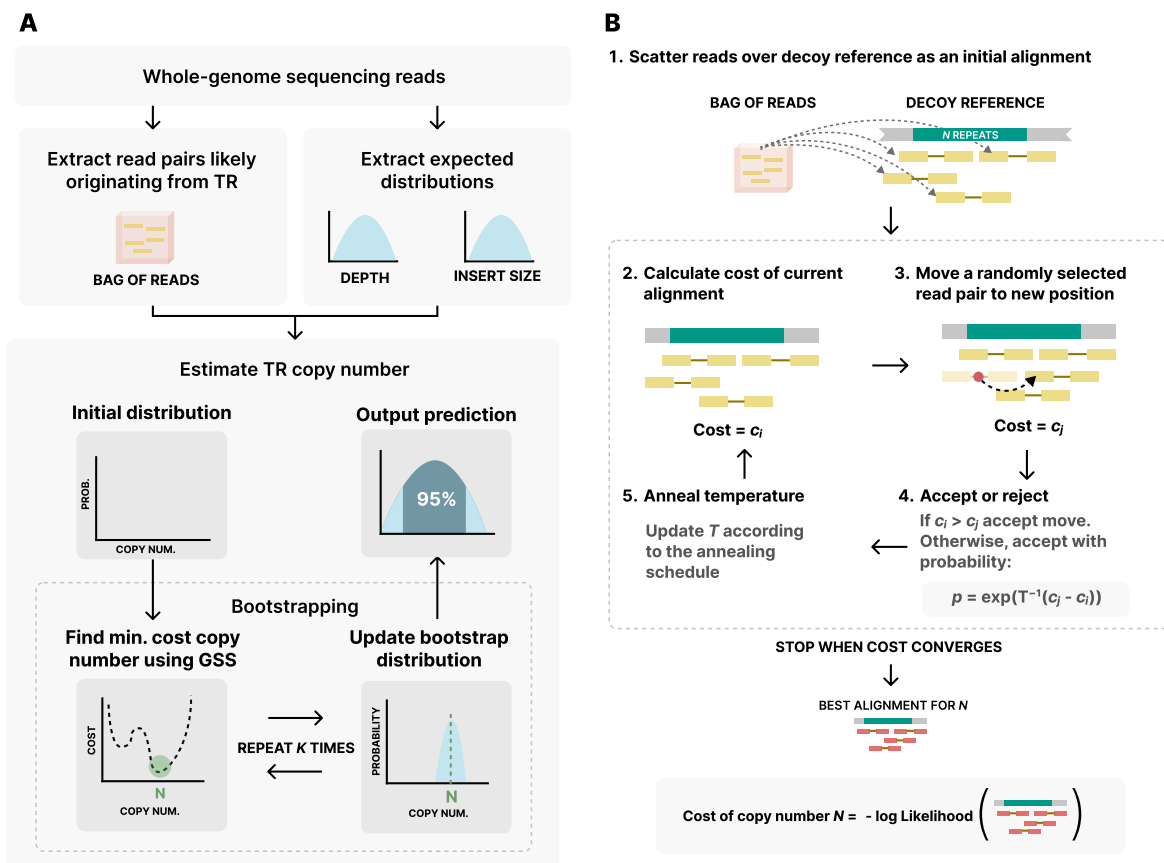 A
Whole-genome sequencing reads
Extract read pairs likely
originating from TR
BAG OF READS
Extract expected
distributions
DEPTH
INSERT SIZE
Estimate TR copy number
Initial distribution
PROB.
COPY NUM.
Output prediction
95%
Bootstrapping
Find min. cost copy
number using GSS
COST
N
COPY NUM.
REPEAT K TIMES
Update bootstrap
distribution
PROBABILITY
N
COPY NUM.
B
1. Scatter reads over decoy reference as an initial alignment
BAG OF READS
DECOY REFERENCE
N REPEATS
2. Calculate cost of current
alignment
Cost = cᵢ
3. Move a randomly selected
read pair to new position
Cost = cⱼ
4. Accept or reject
If cᵢ > cⱼ accept move.
Otherwise, accept with
probability:
p = exp(T⁻¹(cⱼ - cᵢ))
5. Anneal temperature
Update T according
to the annealing
schedule
STOP WHEN COST CONVERGES
BEST ALIGNMENT FOR N
Cost of copy number N = - log Likelihood ( )